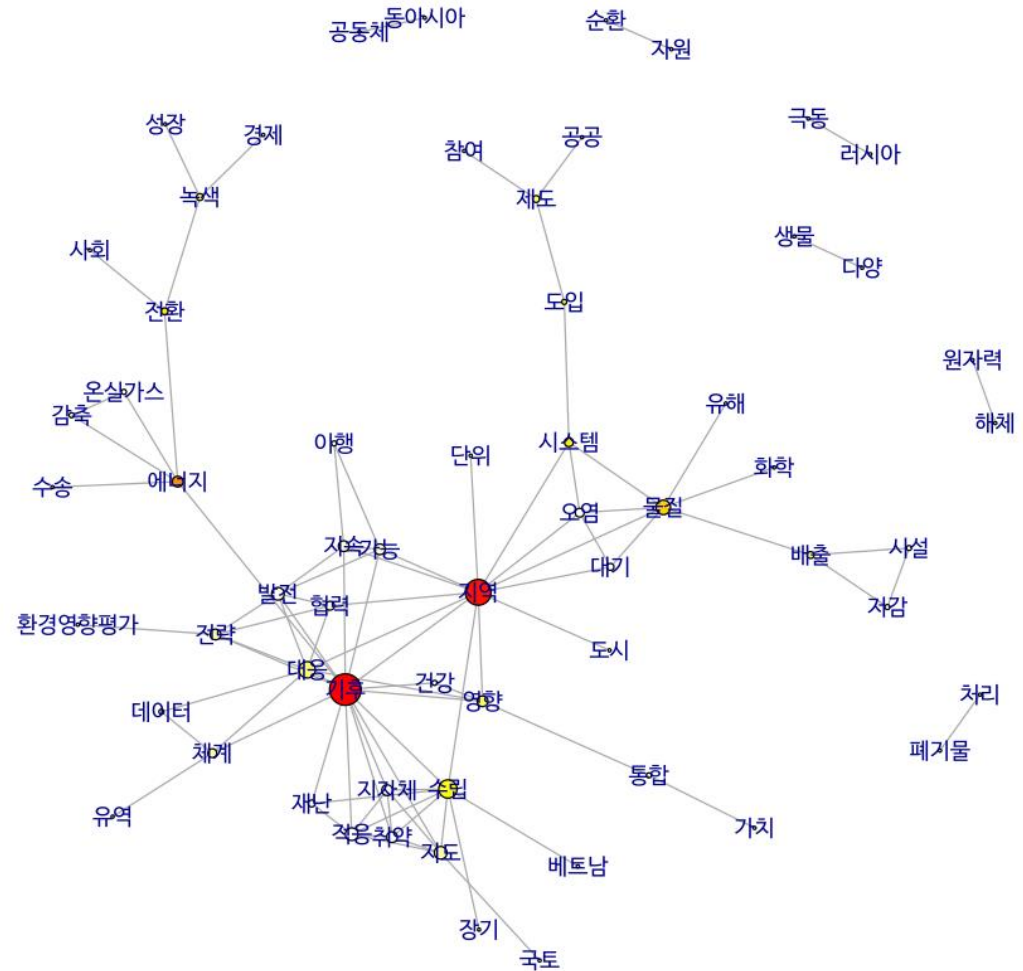 동아시아
공동체
순환
자원
성장
경제
극동
러시아
참여
공공
녹색
제도
사회
생물
다양
전환
도입
원자력
해체
온실가스
감축
유해
이행
시스템
단위
화학
수송
에너지
물질
오염
지속
가능
대기
배출
시설
저감
발전
협력
지역
환경영향평가
전략
도시
대응
건강
기후
영향
처리
데이터
체계
폐기물
통합
재난
지자체
수립
유역
적응
취약
지도
가치
베트남
장기
국토